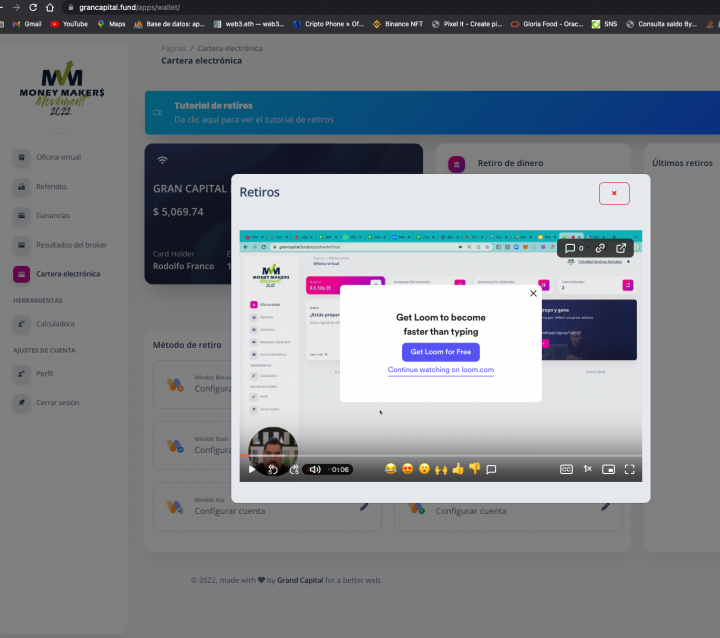 grancapital.fund/apps/wallet/
Gmail
YouTube
Maps
Base de datos: ap...
web3.eth — web3...
Cripto Phone » Of...
Binance NFT
Pixel It - Create pi...
Gloria Food - Orac...
SNS
Consulta saldo By...
Páginas / Cartera electrónica
Cartera electrónica
MONEY MAKER$
Movement
2022
Tutorial de retiros
Da clic aquí para ver el tutorial de retiros
Oficina virtual
Referidos
Ganancias
Resultados del broker
Cartera electrónica
HERRAMIENTAS
Calculadora
AJUSTES DE CUENTA
Perfil
Cerrar sesión
GRAN CAPITAL
$ 5,069.74
Card Holder
Rodolfo Franco
Retiro de dinero
Últimos retiros
Retiros
0
Get Loom to become
faster than typing
Get Loom for Free
Continue watching on loom.com
0:06
CC
1x
Método de retiro
Configura
Wirebit Dash
Configura
Wirebit Xrp
Configurar cuenta
Configurar cuenta
© 2022, made with by Grand Capital for a better web.